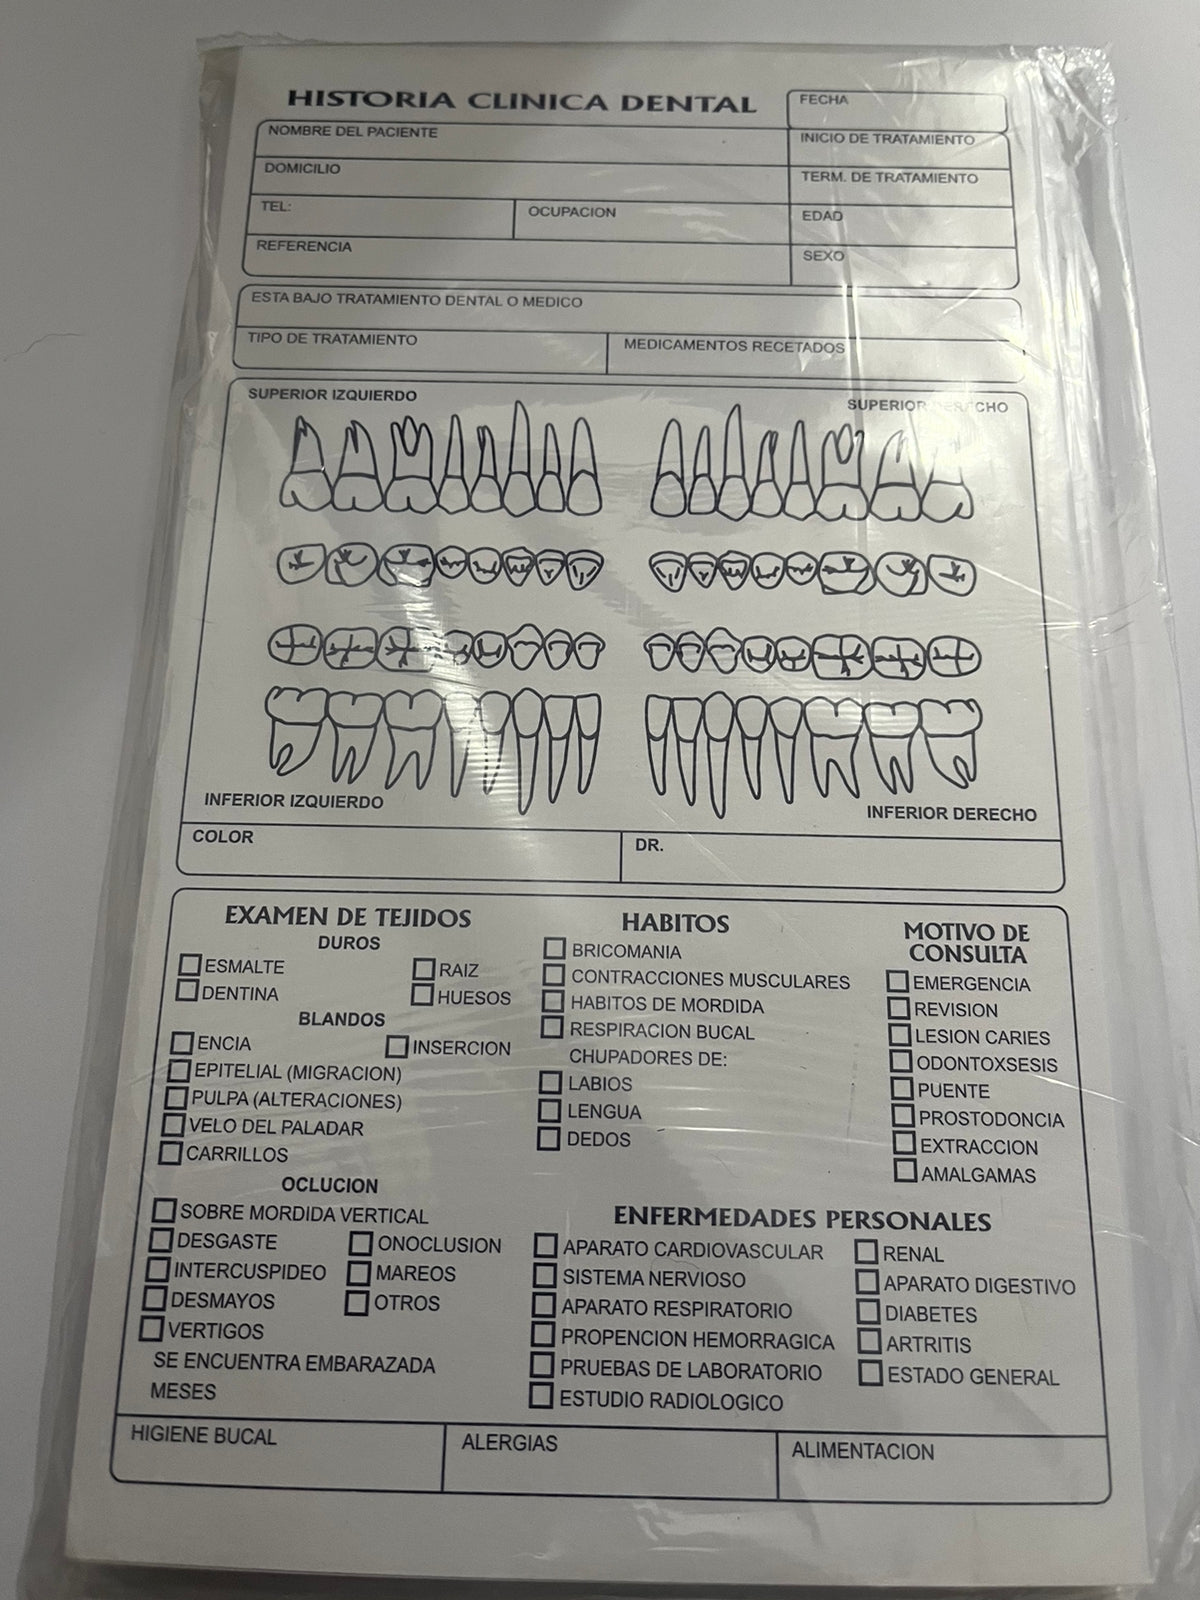 HISTORIA CLINICA DENTAL
FECHA
NOMBRE DEL PACIENTE
INICIO DE TRATAMIENTO
DOMICILIO
TERM. DE TRATAMIENTO
TEL:
OCUPACION
EDAD
REFERENCIA
SEXO
ESTA BAJO TRATAMIENTO DENTAL O MEDICO
TIPO DE TRATAMIENTO
MEDICAMENTOS RECETADOS
SUPERIOR IZQUIERDO
SUPERIOR DERECHO
INFERIOR IZQUIERDO
INFERIOR DERECHO
COLOR
DR.
EXAMEN DE TEJIDOS
DUROS
ESMALTE
RAIZ
DENTINA
HUESOS
BLANDOS
ENCIA
INSERCION
EPITELIAL (MIGRACION)
PULPA (ALTERACIONES)
VELO DEL PALADAR
CARRILLOS
OCLUCION
SOBRE MORDIDA VERTICAL
DESGASTE
ONOCLUSION
INTERCUSPIDEO
MAREOS
DESMAYOS
OTROS
VERTIGOS
SE ENCUENTRA EMBARAZADA
MESES
HABITOS
BRICOMANIA
CONTRACCIONES MUSCULARES
HABITOS DE MORDIDA
RESPIRACION BUCAL
CHUPADORES DE:
LABIOS
LENGUA
DEDOS
MOTIVO DE
CONSULTA
EMERGENCIA
REVISION
LESION CARIES
ODONTOXSESIS
PUENTE
PROSTODONCIA
EXTRACCION
AMALGAMAS
ENFERMEDADES PERSONALES
APARATO CARDIOVASCULAR
RENAL
SISTEMA NERVIOSO
APARATO DIGESTIVO
APARATO RESPIRATORIO
DIABETES
PROPENCION HEMORRAGICA
ARTRITIS
PRUEBAS DE LABORATORIO
ESTADO GENERAL
ESTUDIO RADIOLOGICO
HIGIENE BUCAL
ALERGIAS
ALIMENTACION